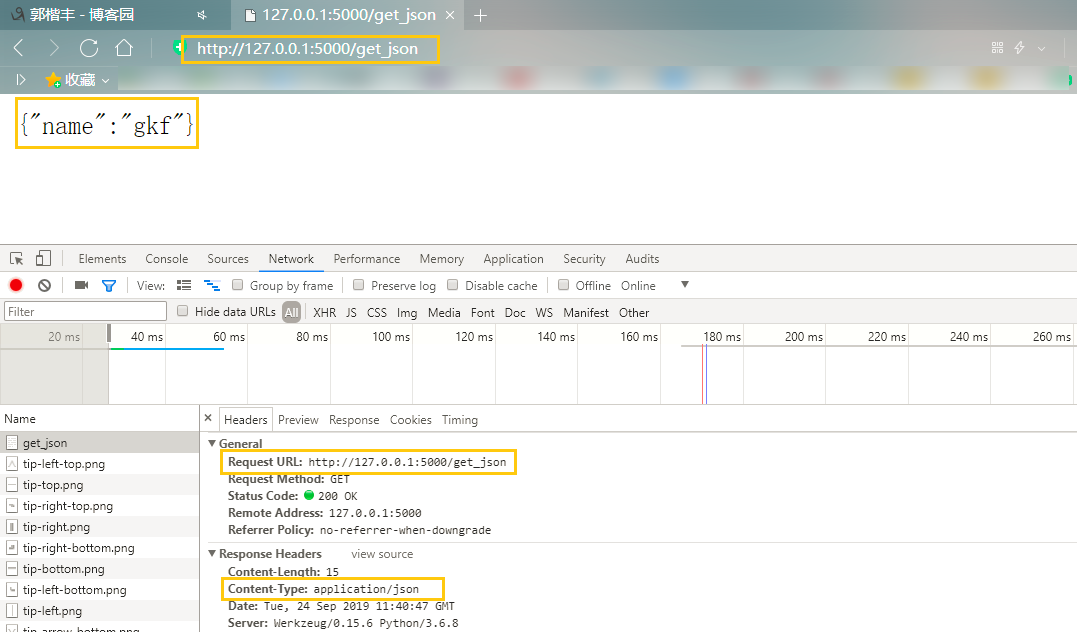 郭楷丰 - 博客园
127.0.0.1:5000/get_json
http://127.0.0.1:5000/get_json
收藏
{"name":"gkf"}
Elements Console Sources Network Performance Memory Application Security Audits
View: Group by frame Preserve log Disable cache Offline Online
Filter Hide data URLs All XHR JS CSS Img Media Font Doc WS Manifest Other
20 ms 40 ms 60 ms 80 ms 100 ms 120 ms 140 ms 160 ms 180 ms 200 ms 220 ms 240 ms 260 ms
Name
get_json
tip-left-top.png
tip-top.png
tip-right-top.png
tip-right.png
tip-right-bottom.png
tip-bottom.png
tip-left-bottom.png
tip-left.png
tip-arrow-bottom.png
Headers Preview Response Cookies Timing
General
Request URL: http://127.0.0.1:5000/get_json
Request Method: GET
Status Code: 200 OK
Remote Address: 127.0.0.1:5000
Referrer Policy: no-referrer-when-downgrade
Response Headers view source
Content-Length: 15
Content-Type: application/json
Date: Tue, 24 Sep 2019 11:40:47 GMT
Server: Werkzeug/0.15.6 Python/3.6.8